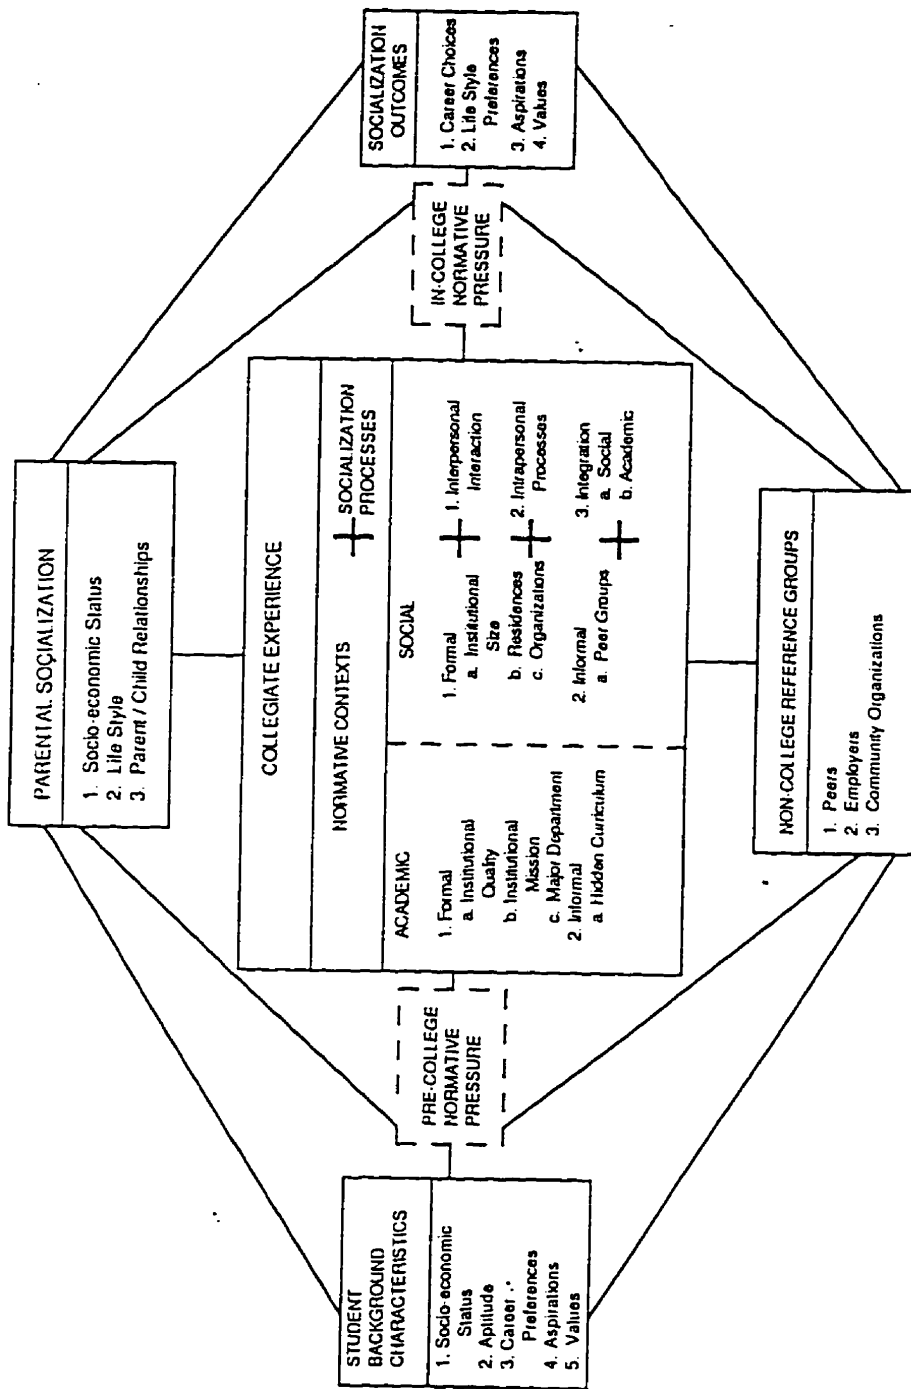 PARENTAL SOCIALIZATION
1. Socio-economic Status
2. Life Style
3. Parent / Child Relationships
STUDENT
BACKGROUND
CHARACTERISTICS
1. Socio-economic
Status
2. Aptitude
3. Career
Preferences
4. Aspirations
5. Values
PRE-COLLEGE
NORMATIVE
PRESSURE
COLLEGIATE EXPERIENCE
NORMATIVE CONTEXTS
SOCIALIZATION
PROCESSES
ACADEMIC
1. Formal
a. Institutional
Quality
b. Institutional
Mission
c. Major Department
2. Informal
a. Hidden Curriculum
SOCIAL
1. Formal
a. Institutional
Size
b. Residences
c. Organizations
2. Informal
a. Peer Groups
1. Interpersonal
Interaction
2. Intrapersonal
Processes
3. Integration
a. Social
b. Academic
IN-COLLEGE
NORMATIVE
PRESSURE
SOCIALIZATION
OUTCOMES
1. Career Choices
2. Life Style
Preferences
3. Aspirations
4. Values
NON-COLLEGE REFERENCE GROUPS
1. Peers
2. Employers
3. Community Organizations